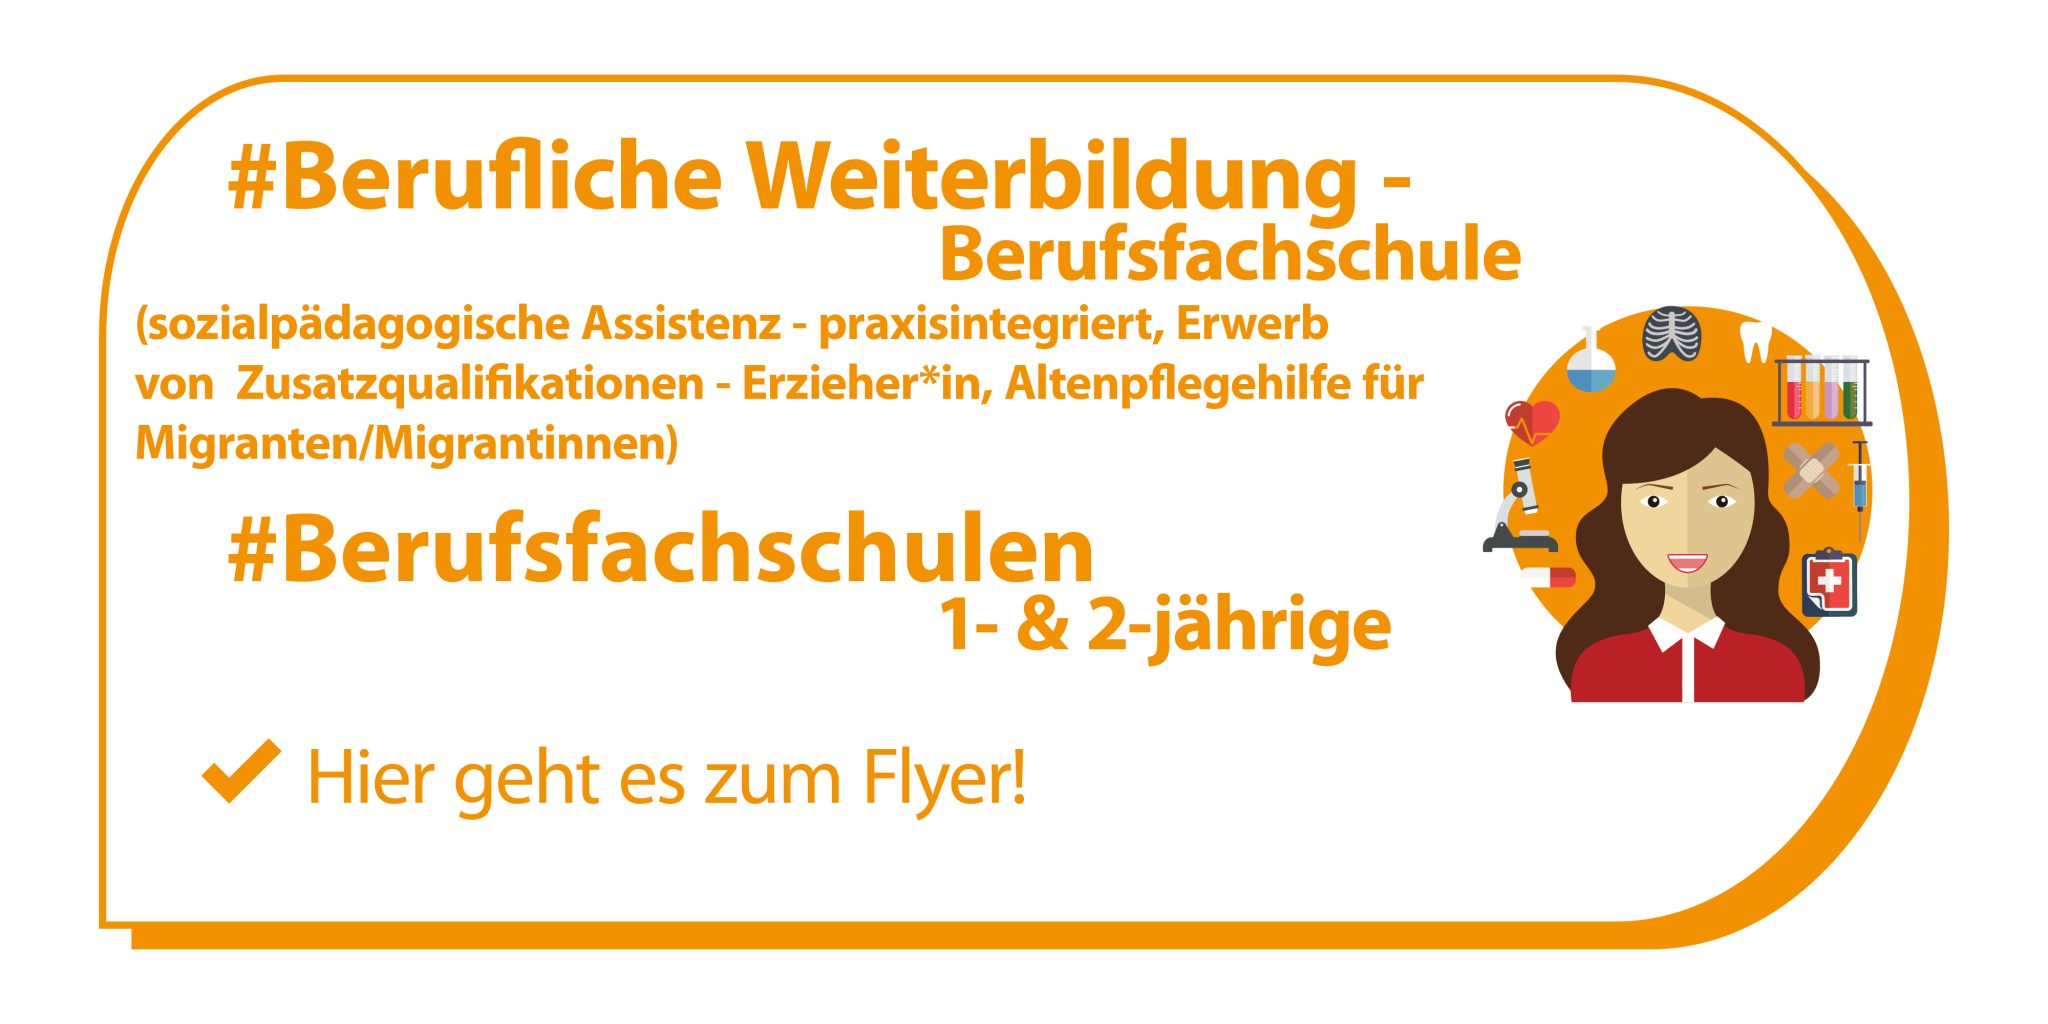 #Berufliche Weiterbildung -
Berufsfachschule
(sozialpädagogische Assistenz - praxisintegriert, Erwerb
von Zusatzqualifikationen - Erzieher*in, Altenpflegehilfe für
Migranten/Migrantinnen)
#Berufsfachschulen
1- & 2-jährige
Hier geht es zum Flyer!